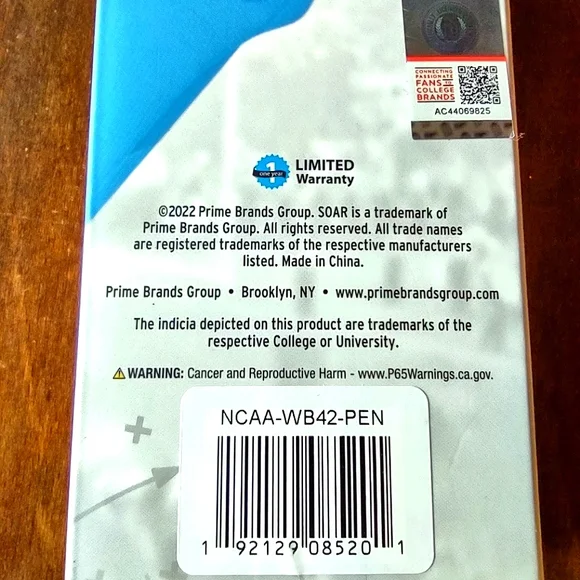 CONNECTING
PASSIONATE
FANS TO
COLLEGE
BRANDS
AC44069825
1
one year
LIMITED
Warranty
©2022 Prime Brands Group. SOAR is a trademark of
Prime Brands Group. All rights reserved. All trade names
are registered trademarks of the respective manufacturers
listed. Made in China.
Prime Brands Group • Brooklyn, NY • www.primebrandsgroup.com
The indicia depicted on this product are trademarks of the
respective College or University.
WARNING: Cancer and Reproductive Harm - www.P65Warnings.ca.gov.
NCAA-WB42-PEN
1 92129 08520 1